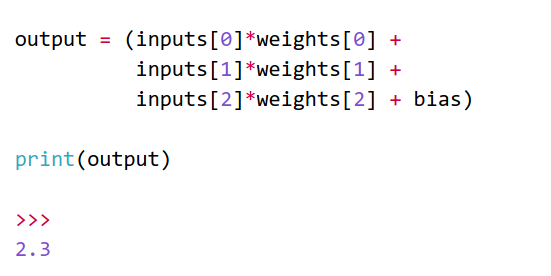 output = (inputs[0]*weights[0] +
inputs[1]*weights[1] +
inputs[2]*weights[2] + bias)
print(output)
>>>
2.3